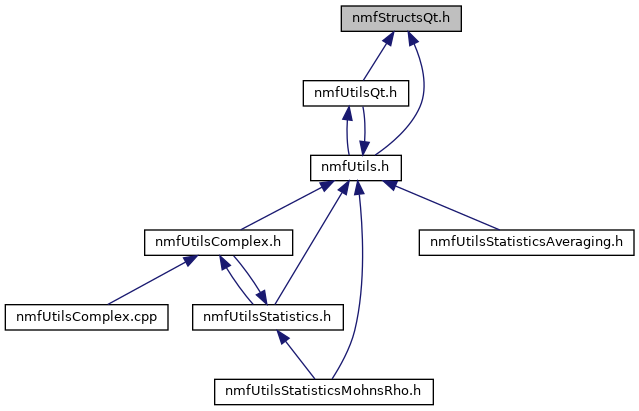 nmfStructsQt.h
nmfUtilsQt.h
nmfUtils.h
nmfUtilsComplex.h
nmfUtilsStatisticsAveraging.h
nmfUtilsComplex.cpp
nmfUtilsStatistics.h
nmfUtilsStatisticsMohnsRho.h